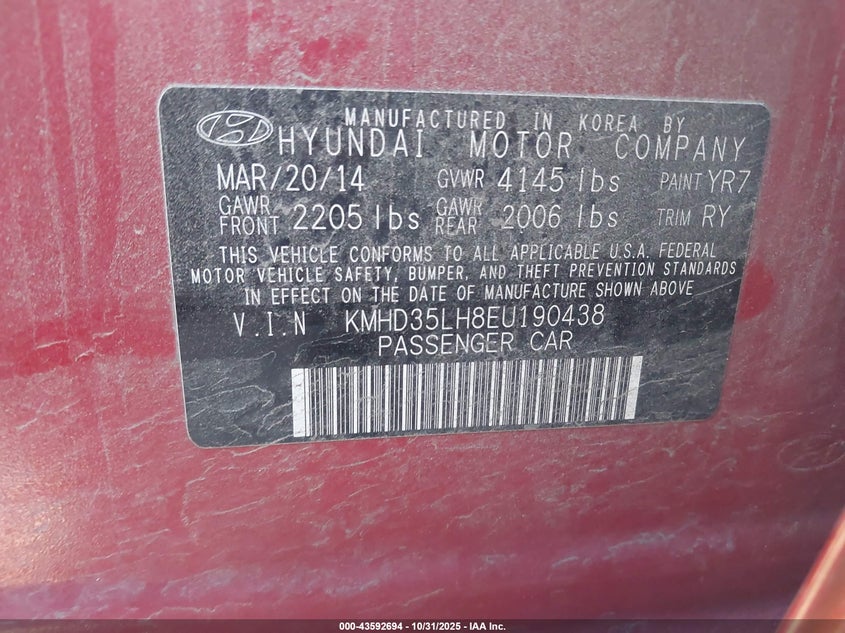 MANUFACTURED IN KOREA BY
HYUNDAI MOTOR COMPANY
MAR/20/14 GVWR 4145 lbs PAINT YR7
GAWR FRONT 2205 lbs GAWR REAR 2006 lbs TRIM RY
THIS VEHICLE CONFORMS TO ALL APPLICABLE U.S.A. FEDERAL
MOTOR VEHICLE SAFETY, BUMPER, AND THEFT PREVENTION STANDARDS
IN EFFECT ON THE DATE OF MANUFACTURE SHOWN ABOVE
V.I.N KMHD35LH8EU190438
PASSENGER CAR
000-43592694 - 10/31/2025 - IAA Inc.